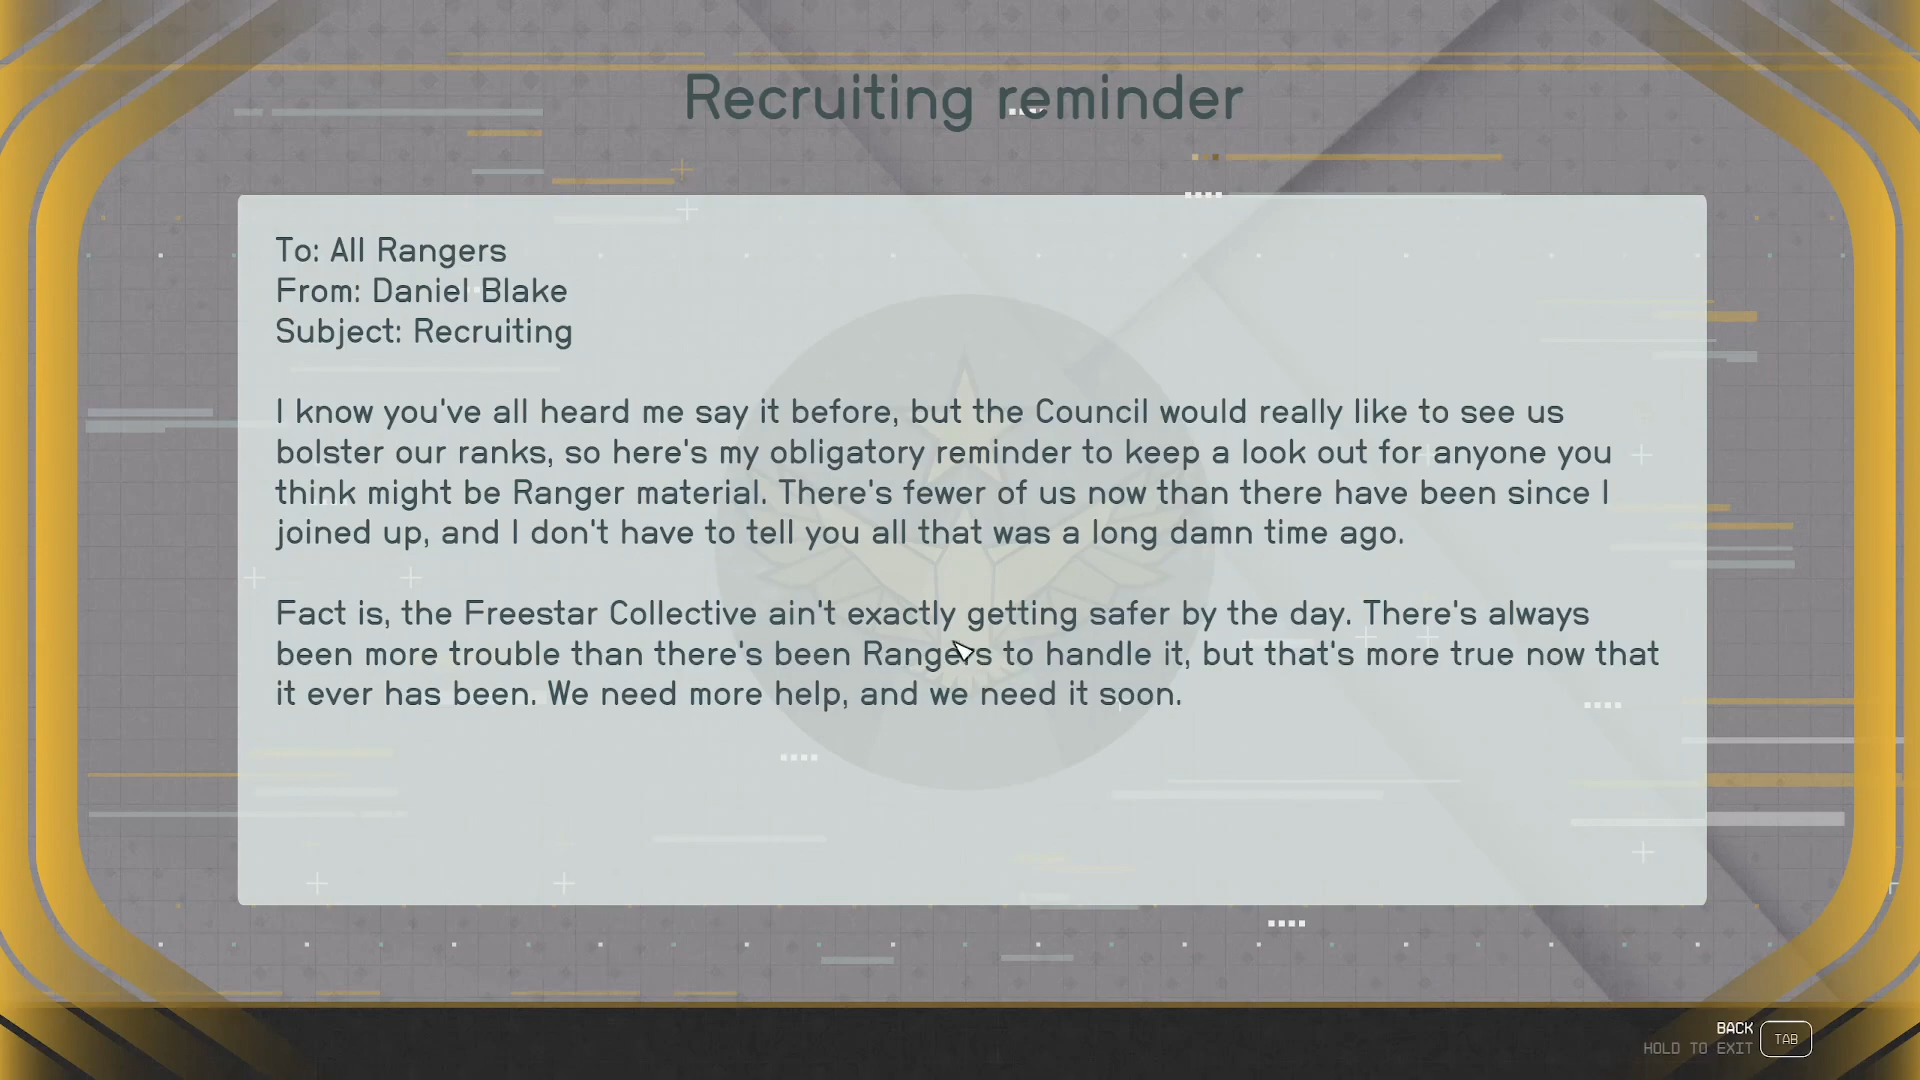 Recruiting reminder
To: All Rangers
From: Daniel Blake
Subject: Recruiting
I know you've all heard me say it before, but the Council would really like to see us
bolster our ranks, so here's my obligatory reminder to keep a look out for anyone you
think might be Ranger material. There's fewer of us now than there have been since I
joined up, and I don't have to tell you all that was a long damn time ago.
Fact is, the Freestar Collective ain't exactly getting safer by the day. There's always
been more trouble than there's been Rangers to handle it, but that's more true now that
it ever has been. We need more help, and we need it soon.
BACK
HOLD TO EXIT
TAB